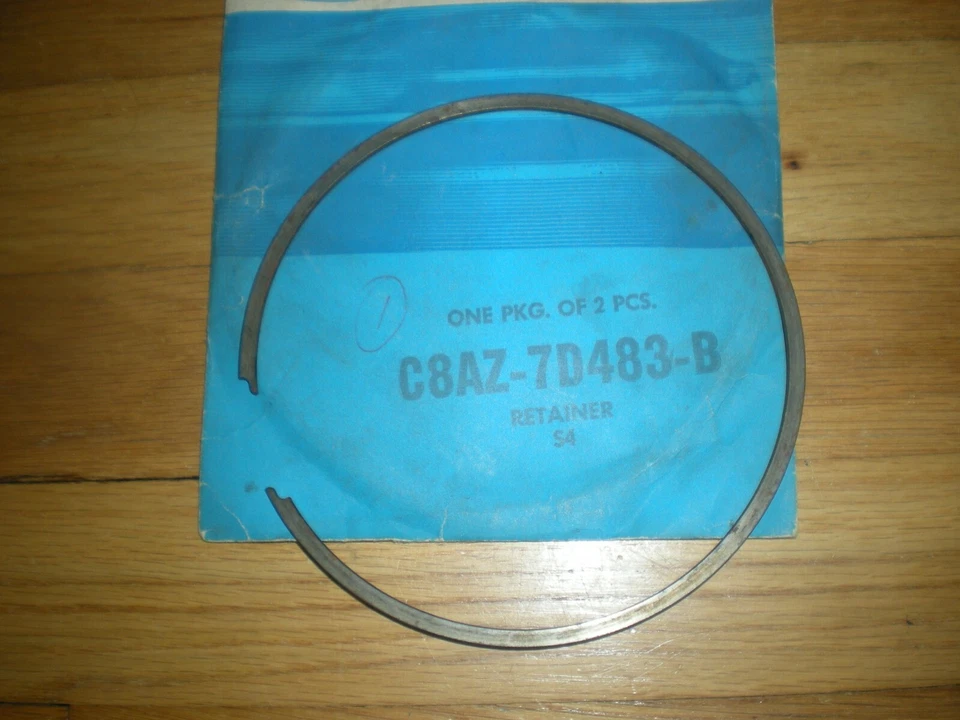 1
ONE PKG. OF 2 PCS.
C8AZ-7D483-B
RETAINER
S4